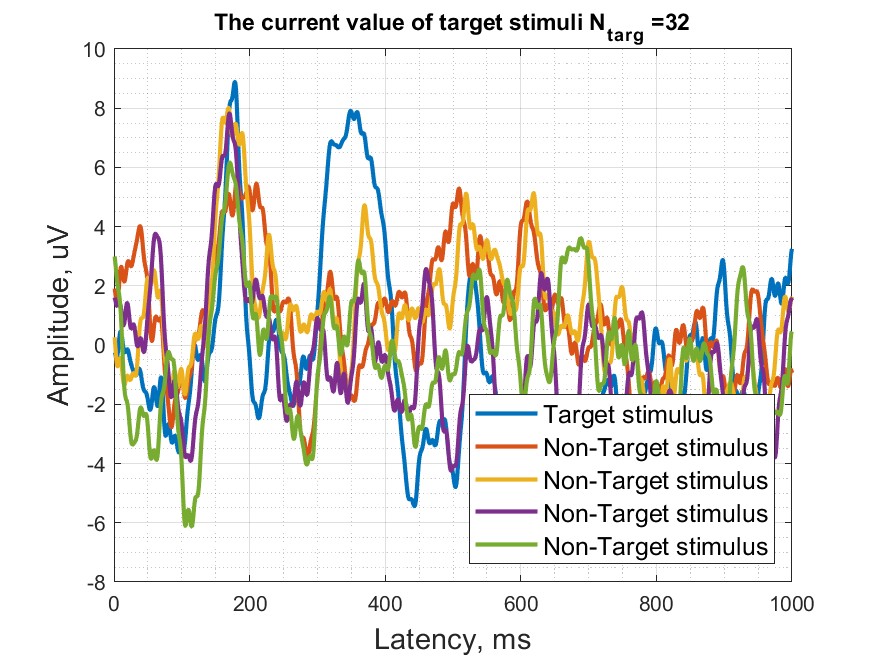 The current value of target stimuli N_targ =32
Amplitude, uV
10
8
6
4
2
0
-2
-4
-6
-8
0 200 400 600 800 1000
Latency, ms
Target stimulus
Non-Target stimulus
Non-Target stimulus
Non-Target stimulus
Non-Target stimulus